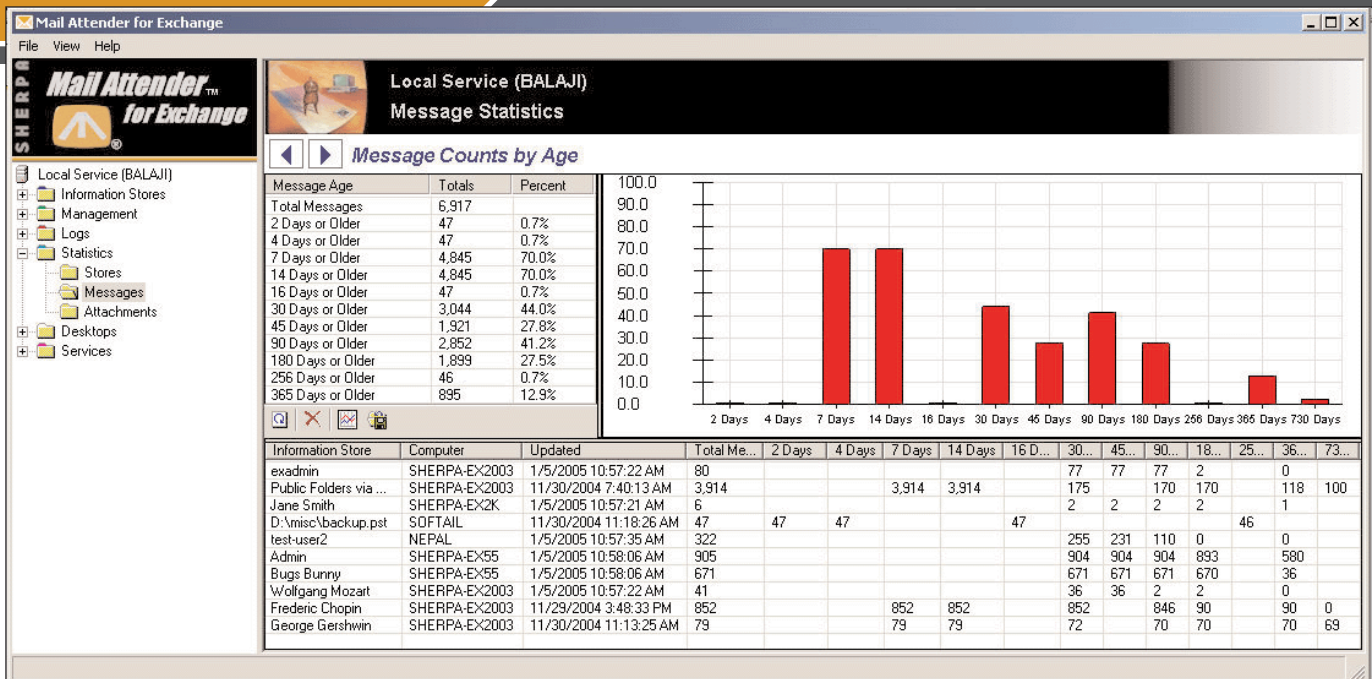 Mail Attender for Exchange
File View Help
SHERPA
Mail Attender™
for Exchange
®
Local Service (BALAJI)
Message Statistics
Local Service (BALAJI)
Information Stores
Management
Logs
Statistics
Stores
Messages
Attachments
Desktops
Services
Message Counts by Age
Message Age Totals Percent
Total Messages 6,917
2 Days or Older 47 0.7%
4 Days or Older 47 0.7%
7 Days or Older 4,845 70.0%
14 Days or Older 4,845 70.0%
16 Days or Older 47 0.7%
30 Days or Older 3,044 44.0%
45 Days or Older 1,921 27.8%
90 Days or Older 2,852 41.2%
180 Days or Older 1,899 27.5%
256 Days or Older 46 0.7%
365 Days or Older 895 12.9%
100.0
90.0
80.0
70.0
60.0
50.0
40.0
30.0
20.0
10.0
0.0
2 Days 4 Days 7 Days 14 Days 16 Days 30 Days 45 Days 90 Days 180 Days 256 Days 365 Days 730 Days
Information Store Computer Updated Total Me... 2 Days 4 Days 7 Days 14 Days 16 D... 30... 45... 90... 18... 25... 36... 73...
exadmin SHERPA-EX2003 1/5/2005 10:57:22 AM 80 77 77 77 2 0
Public Folders via ... SHERPA-EX2003 11/30/2004 7:40:13 AM 3,914 3,914 3,914 175 170 170 118 100
Jane Smith SHERPA-EX2K 1/5/2005 10:57:21 AM 6 2 2 2 2 1
D:\misc\backup.pst SOFTAIL 11/30/2004 11:18:26 AM 47 47 47 47 46
test-user2 NEPAL 1/5/2005 10:57:35 AM 322 255 231 110 0 0
Admin SHERPA-EX55 1/5/2005 10:58:06 AM 905 904 904 904 893 580
Bugs Bunny SHERPA-EX55 1/5/2005 10:58:06 AM 671 671 671 671 670 36
Wolfgang Mozart SHERPA-EX2003 1/5/2005 10:57:22 AM 41 36 36 2 2 0
Frederic Chopin SHERPA-EX2003 11/29/2004 3:48:33 PM 852 852 852 852 846 90 90 0
George Gershwin SHERPA-EX2003 11/30/2004 11:13:25 AM 79 79 79 72 70 70 70 69